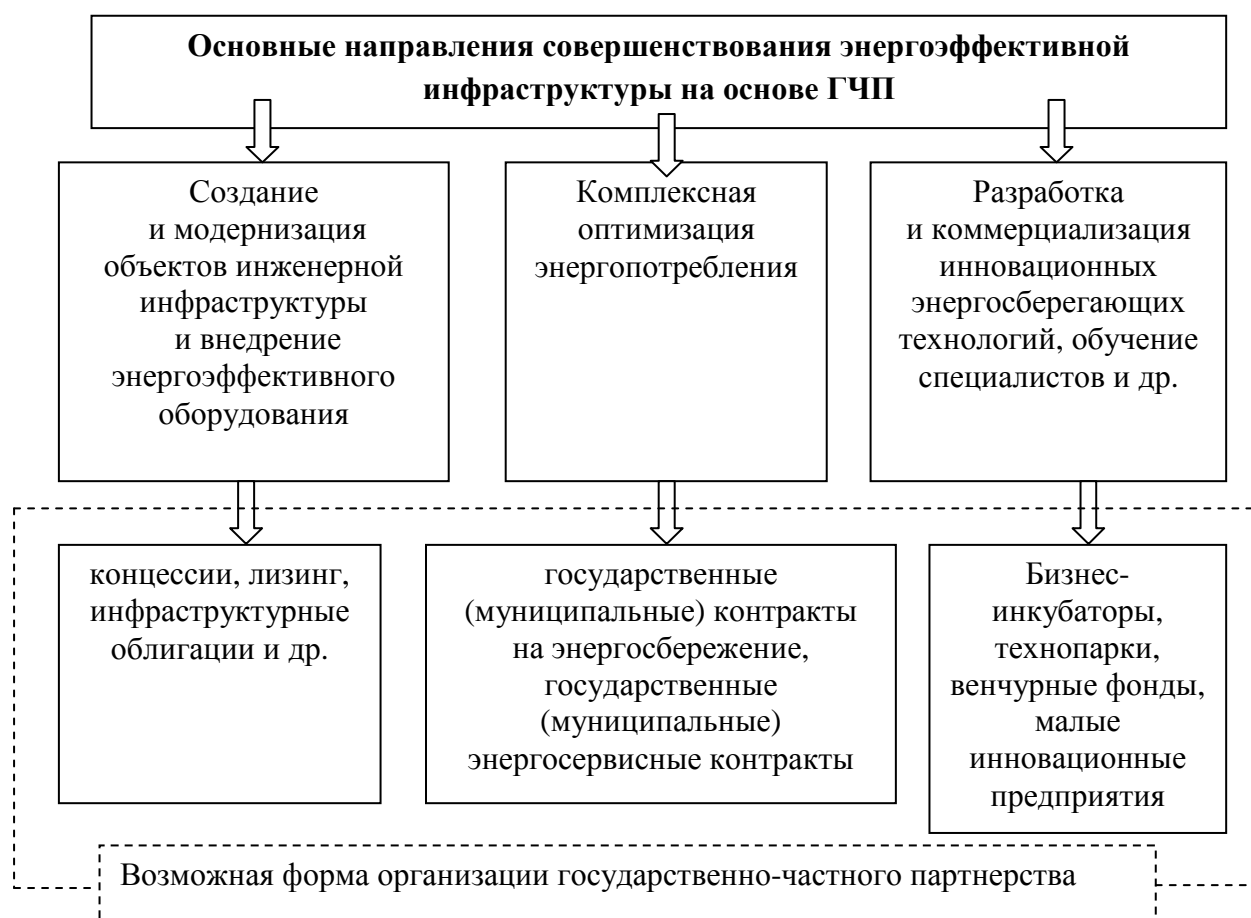 Основные направления совершенствования энергоэффективной
инфраструктуры на основе ГЧП
Создание
и модернизация
объектов инженерной
инфраструктуры
и внедрение
энергоэффективного
оборудования
Комплексная
оптимизация
энергопотребления
Разработка
и коммерциализация
инновационных
энергосберегающих
технологий, обучение
специалистов и др.
концессии, лизинг,
инфраструктурные
облигации и др.
государственные
(муниципальные) контракты
на энергосбережение,
государственные
(муниципальные)
энергосервисные контракты
Бизнес-
инкубаторы,
технопарки,
венчурные фонды,
малые
инновационные
предприятия
Возможная форма организации государственно-частного партнерства